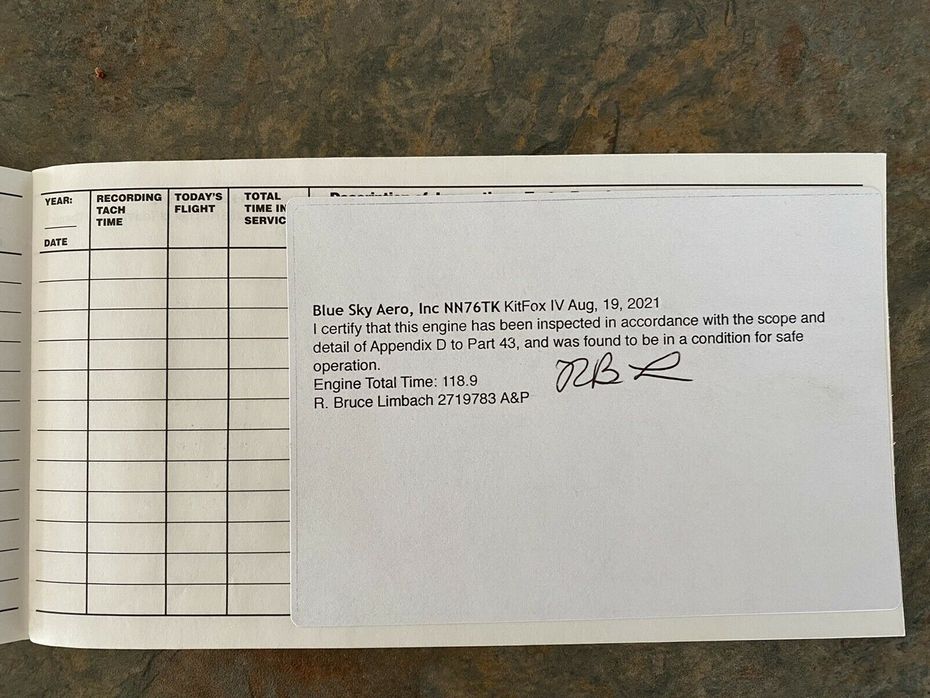 YEAR:
DATE
RECORDING
TACH
TIME
TODAY'S
FLIGHT
TOTAL
TIME IN
SERVIC
Blue Sky Aero, Inc NN76TK KitFox IV Aug, 19, 2021
I certify that this engine has been inspected in accordance with the scope and
detail of Appendix D to Part 43, and was found to be in a condition for safe
operation.
Engine Total Time: 118.9
R. Bruce Limbach 2719783 A&P